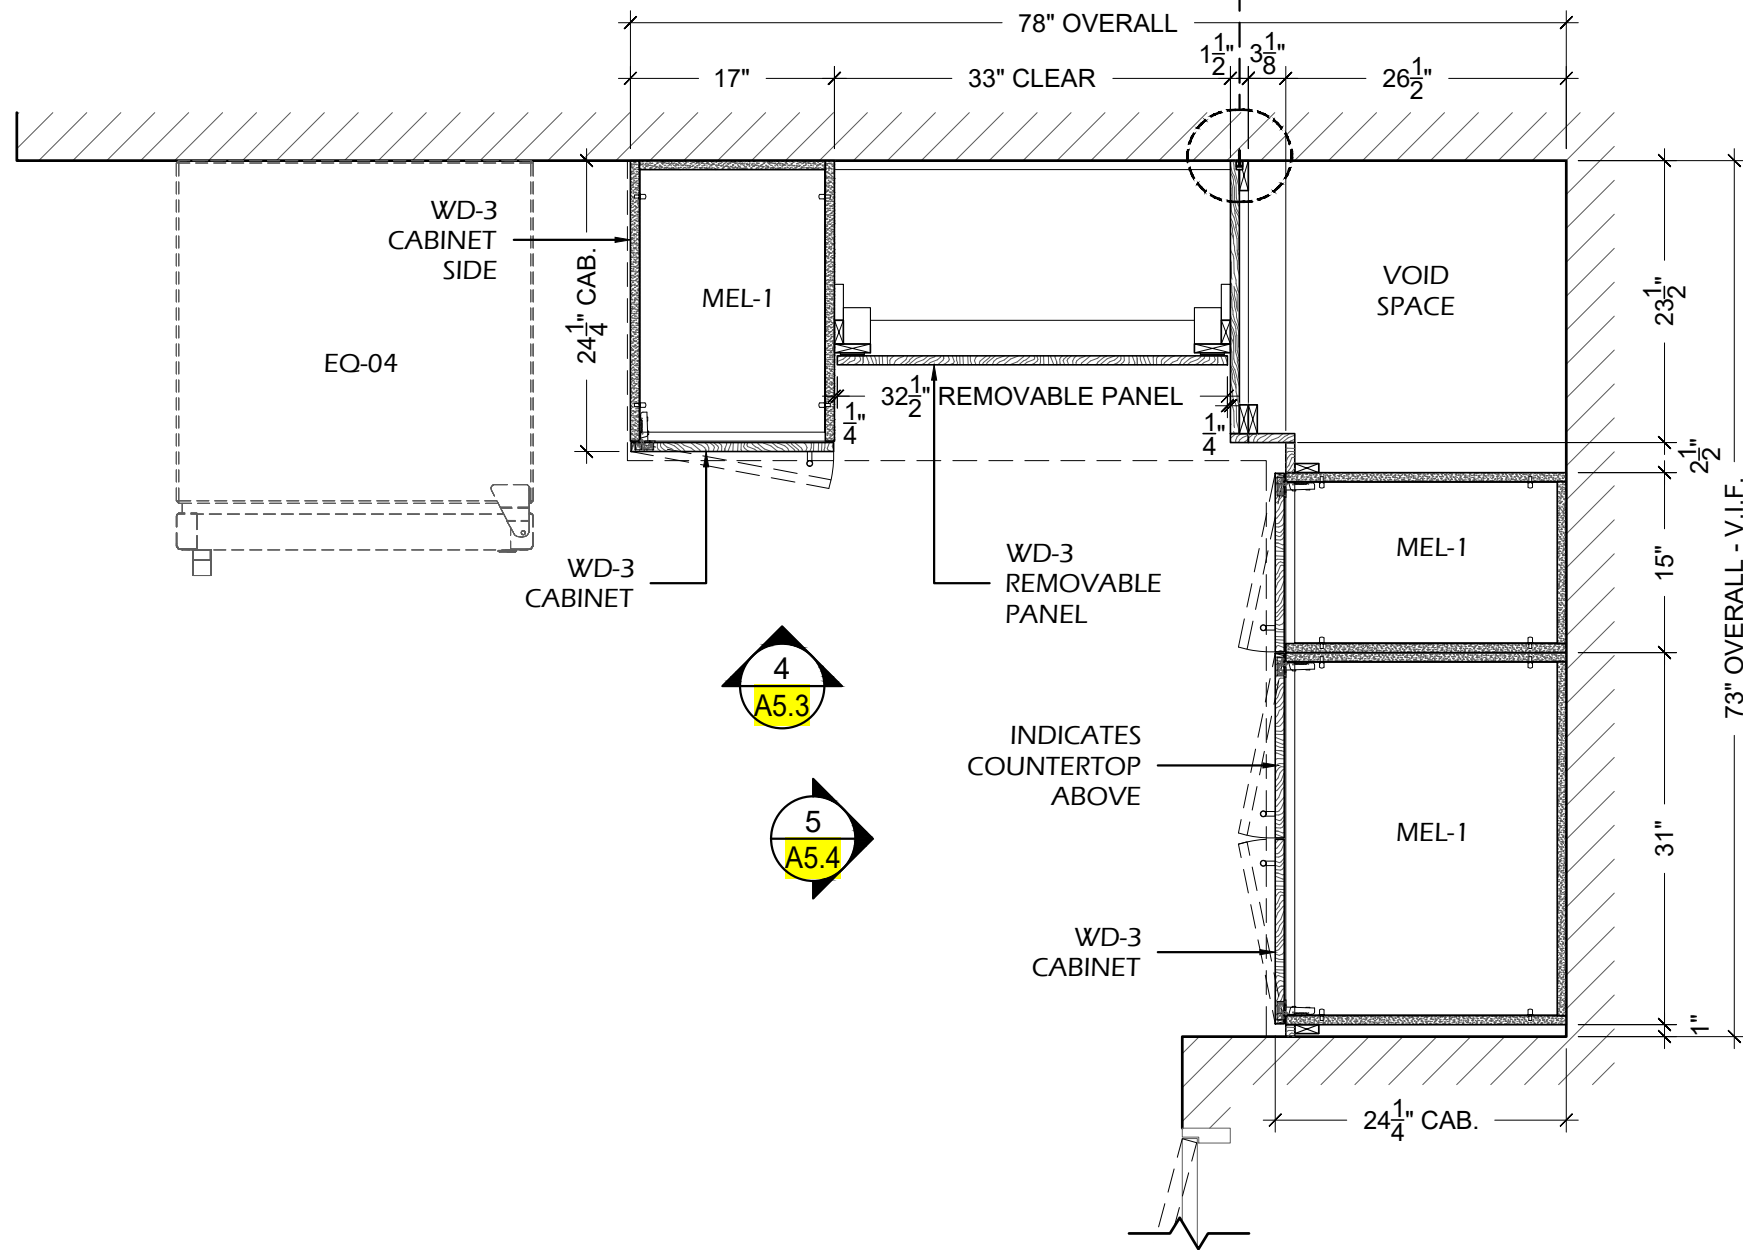 78" OVERALL
17"
33" CLEAR
1 1/2"
3 1/8"
26 1/2"
WD-3
CABINET
SIDE
24 1/4" CAB.
MEL-1
EQ-04
VOID
SPACE
23 1/2"
32 1/2" REMOVABLE PANEL
1/4"
1/4"
2 1/2"
WD-3
CABINET
WD-3
REMOVABLE
PANEL
MEL-1
15"
73" OVERALL - V.I.F.
4
A5.3
INDICATES
COUNTERTOP
ABOVE
5
A5.4
MEL-1
31"
WD-3
CABINET
1"
24 1/4" CAB.